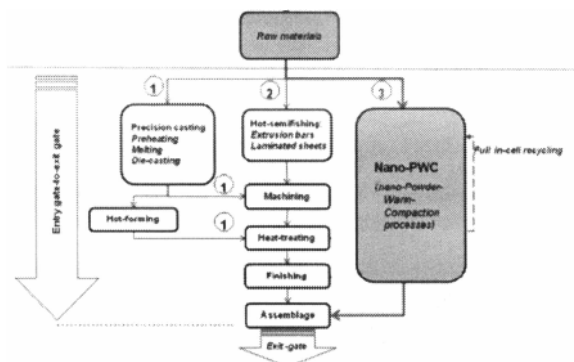 Raw materials
1
2
3
Precision casting
Preheating
Melting
Die-casting
Hot-semifishing:
Extrusion bars
Laminated sheets
Nano-PWC
(nano-Powder-
Warm-
Compaction
processes)
Full in-cell recycling
Entry gate-to-exit gate
1
Machining
Hot-forming
1
Heat-treating
Finishing
Assemblage
Exit -gate